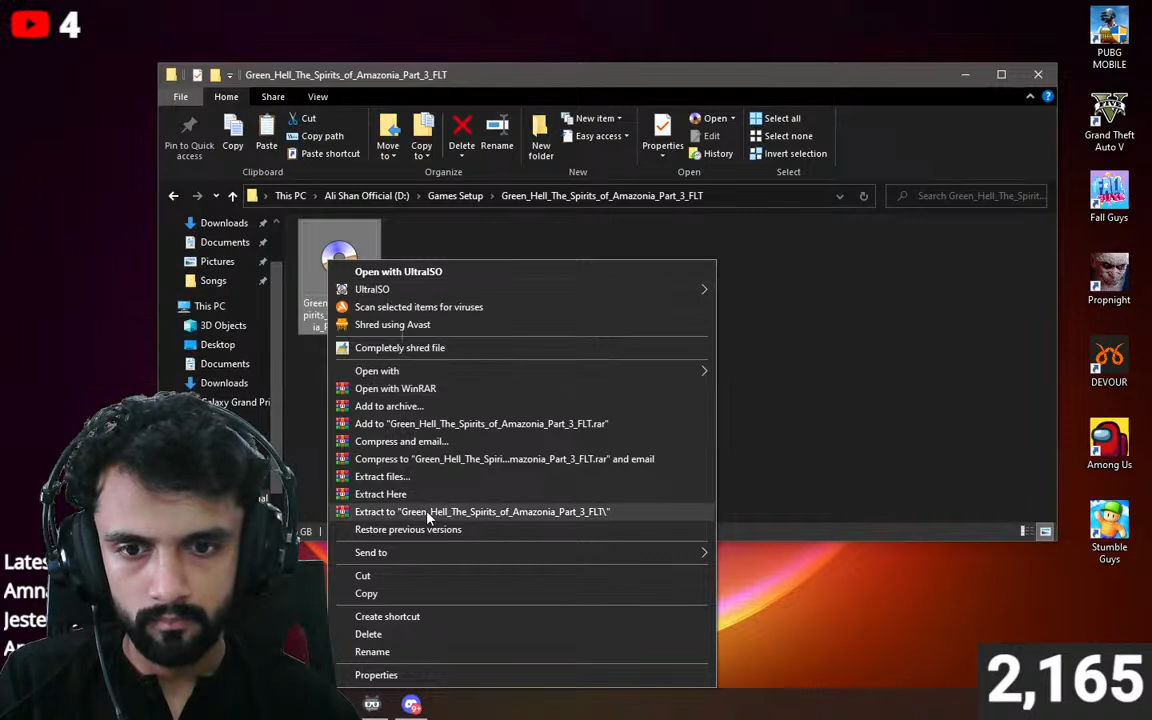 4
Green_Hell_The_Spirits_of_Amazonia_Part_3_FLT
File
Home
Share
View
Pin to Quick access
Copy
Paste
Cut
Copy path
Paste shortcut
Clipboard
Move to
Copy to
Delete
Rename
Organize
New folder
New item
Easy access
New
Properties
Open
Edit
History
Open
Select all
Select none
Invert selection
Select
This PC
Ali Shan Official (D:)
Games Setup
Green_Hell_The_Spirits_of_Amazonia_Part_3_FLT
Search Green_Hell_The_Spirit...
Downloads
Documents
Pictures
Songs
This PC
3D Objects
Desktop
Documents
Downloads
Galaxy Grand Pri
GB
Open with UltraISO
UltraISO
Scan selected items for viruses
Shred using Avast
Completely shred file
Open with
Open with WinRAR
Add to archive...
Add to "Green_Hell_The_Spirits_of_Amazonia_Part_3_FLT.rar"
Compress and email...
Compress to "Green_Hell_The_Spiri...mazonia_Part_3_FLT.rar" and email
Extract files...
Extract Here
Extract to "Green_Hell_The_Spirits_of_Amazonia_Part_3_FLT\"
Restore previous versions
Send to
Cut
Copy
Create shortcut
Delete
Rename
Properties
PUBG MOBILE
Grand Theft Auto V
Fall Guys
Propnight
DEVOUR
Among Us
Stumble Guys
Lates
Amna
Jeste
2,165